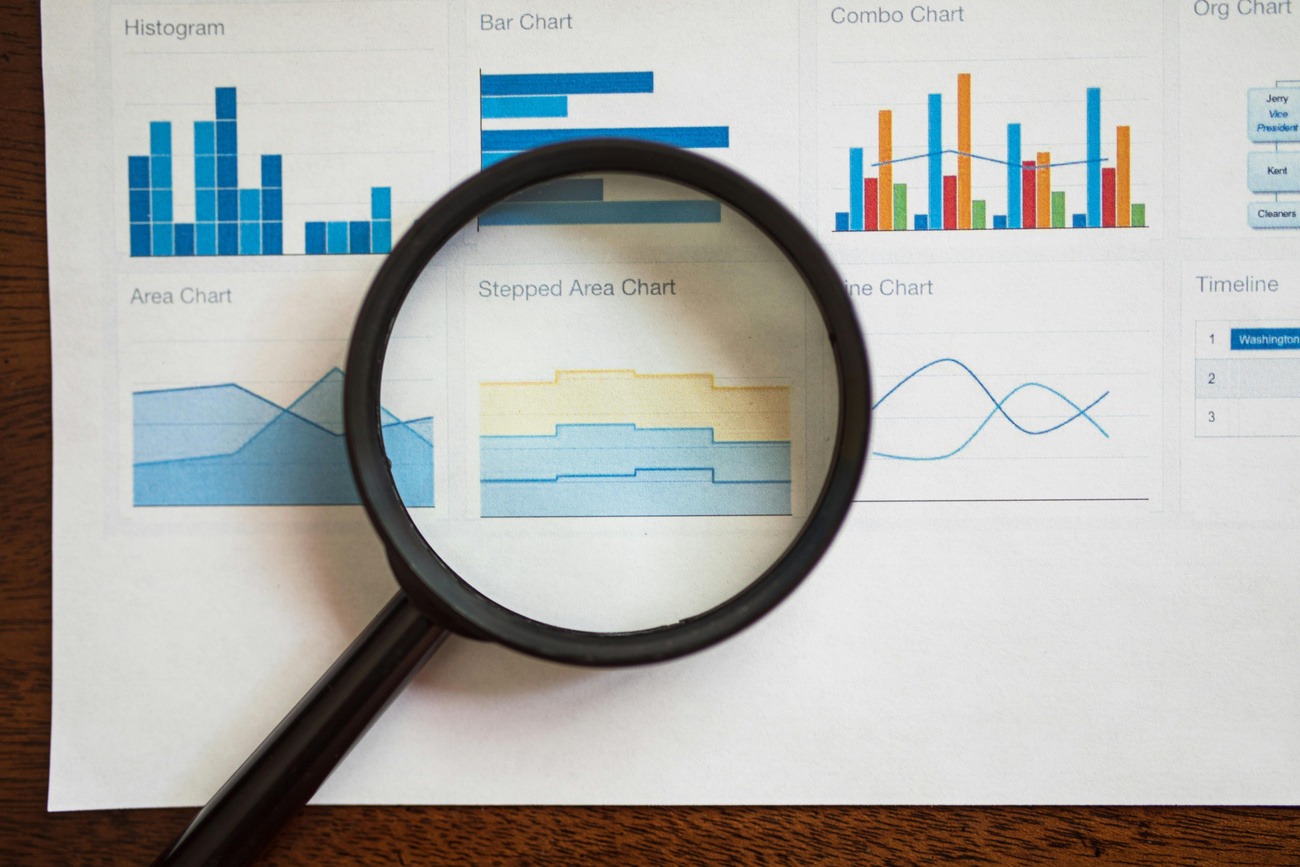 Histogram
Bar Chart
Combo Chart
Org Chart
Jerry
Vice
President
Kent
Cleaners
Area Chart
Stepped Area Chart
ine Chart
Timeline
1 Washington
2
3